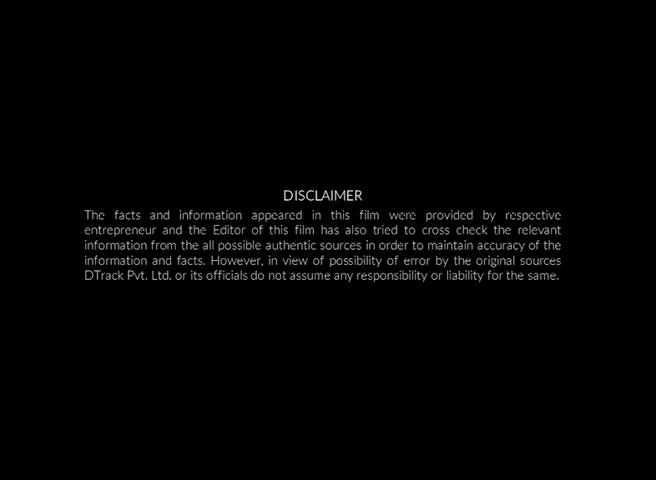 DISCLAIMER
The facts and information appeared in this film were provided by respective
entrepreneur and the Editor of this film has also tried to cross check the relevant
information from the all possible authentic sources in order to maintain accuracy of the
information and facts. However, in view of possibility of error by the original sources
DTrack Pvt. Ltd. or its officials do not assume any responsibility or liability for the same.